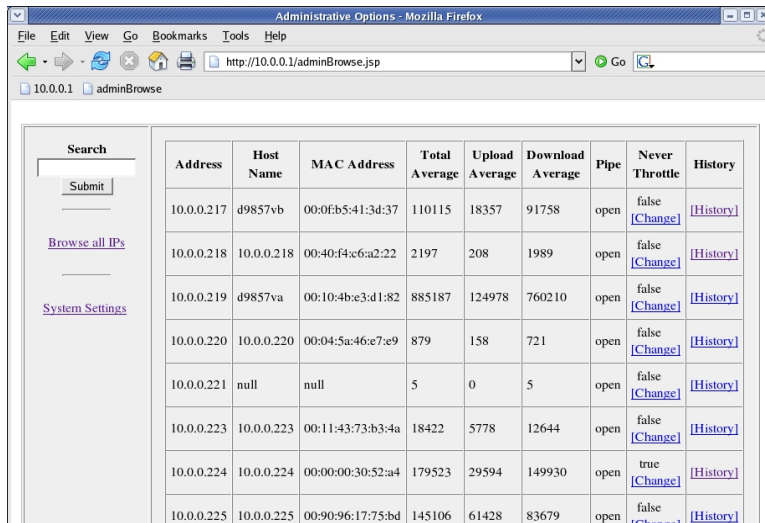 Administrative Options - Mozilla Firefox
File Edit View Go Bookmarks Tools Help
http://10.0.0.1/adminBrowse.jsp Go G
10.0.0.1 adminBrowse
Search
Submit
Browse all IPs
System Settings
Address Host Name MAC Address Total Average Upload Average Download Average Pipe Never Throttle History
10.0.0.217 d9857vb 00:0f:b5:41:3d:37 110115 18357 91758 open false [Change] [History]
10.0.0.218 10.0.0.218 00:40:f4:c6:a2:22 2197 208 1989 open false [Change] [History]
10.0.0.219 d9857va 00:10:4b:e3:d1:82 885187 124978 760210 open false [Change] [History]
10.0.0.220 10.0.0.220 00:04:5a:46:e7:e9 879 158 721 open false [Change] [History]
10.0.0.221 null null 5 0 5 open false [Change] [History]
10.0.0.223 10.0.0.223 00:11:43:73:b3:4a 18422 5778 12644 open false [Change] [History]
10.0.0.224 10.0.0.224 00:00:00:30:52:a4 179523 29594 149930 open true [Change] [History]
10.0.0.225 10.0.0.225 00:90:96:17:75:bd 145106 61428 83679 open false [Change] [History]